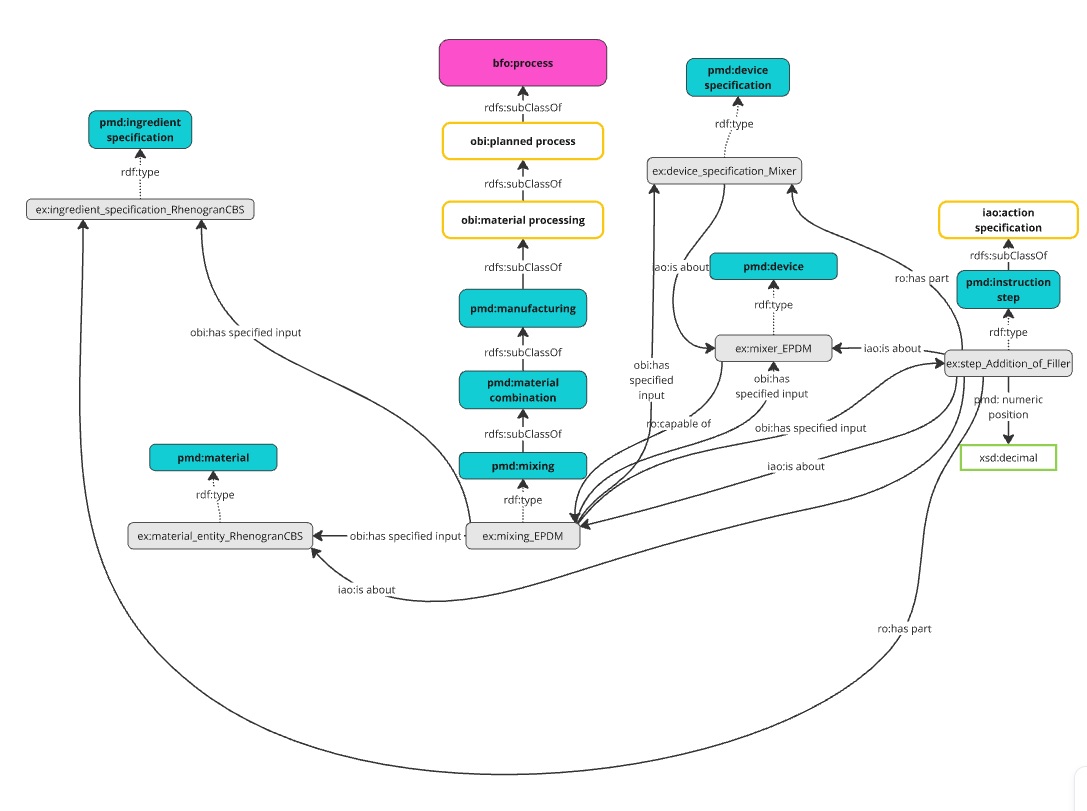 bfo:process
pmd:device
specification
rdfs:subClassOf
rdf:type
pmd:ingredient
specification
obi:planned process
rdf:type
ex:device_specification_Mixer
rdfs:subClassOf
ex:ingredient_specification_RhenogranCBS
obi:material processing
iao:action
specification
rdfs:subClassOf
rdfs:subClassOf
ao:is about
pmd:device
ro:has part
pmd:instruction
step
pmd:manufacturing
rdf:type
obi:has specified input
rdf:type
ex:mixer_EPDM
iao:is about
rdfs:subClassOf
ex:step_Addition_of_Filler
obi:has
specified
input
obi:has
specified input
pmd:material
combination
pmd: numeric
position
ro:capable of
obi:has specified input
rdfs:subClassOf
pmd:material
pmd:mixing
iao:is about
xsd:decimal
rdf:type
rdf:type
ex:material_entity_RhenogranCBS
obi:has specified input
ex:mixing_EPDM
iao:is about
ro:has part